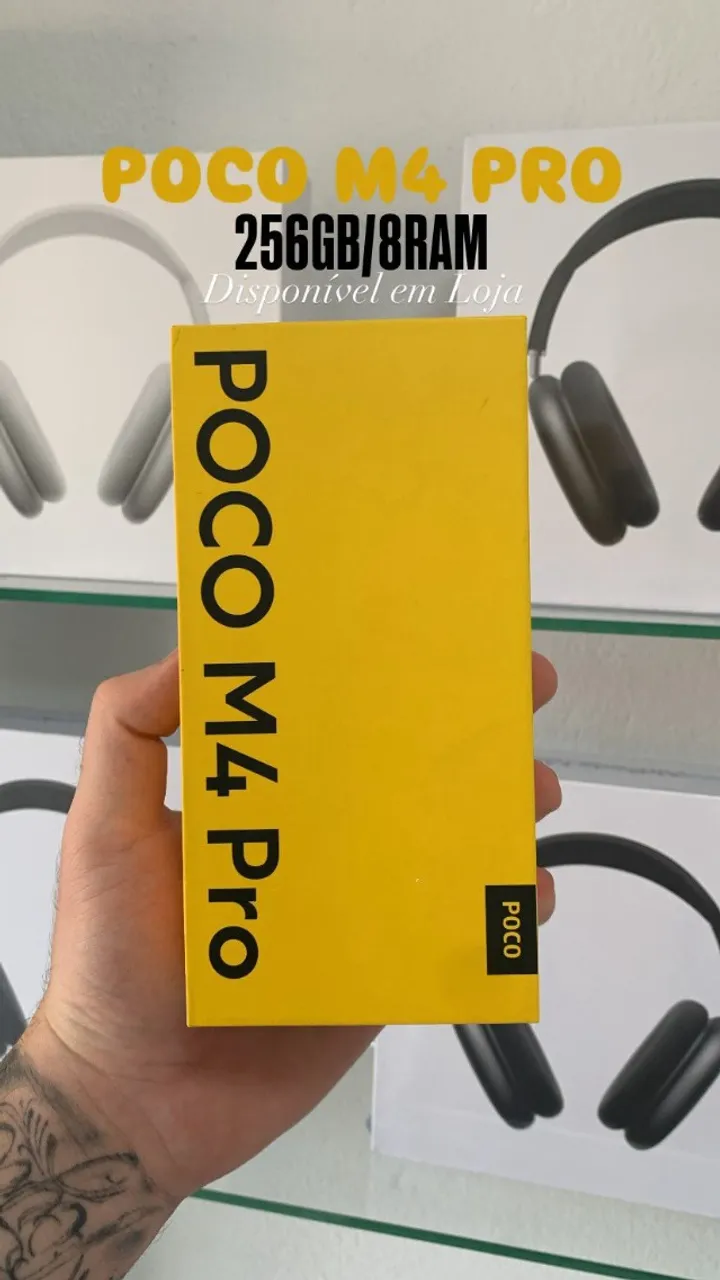 POCO M4 PRO
256GB/8RAM
Disponível em Loja
POCO M4 Pro
POCO